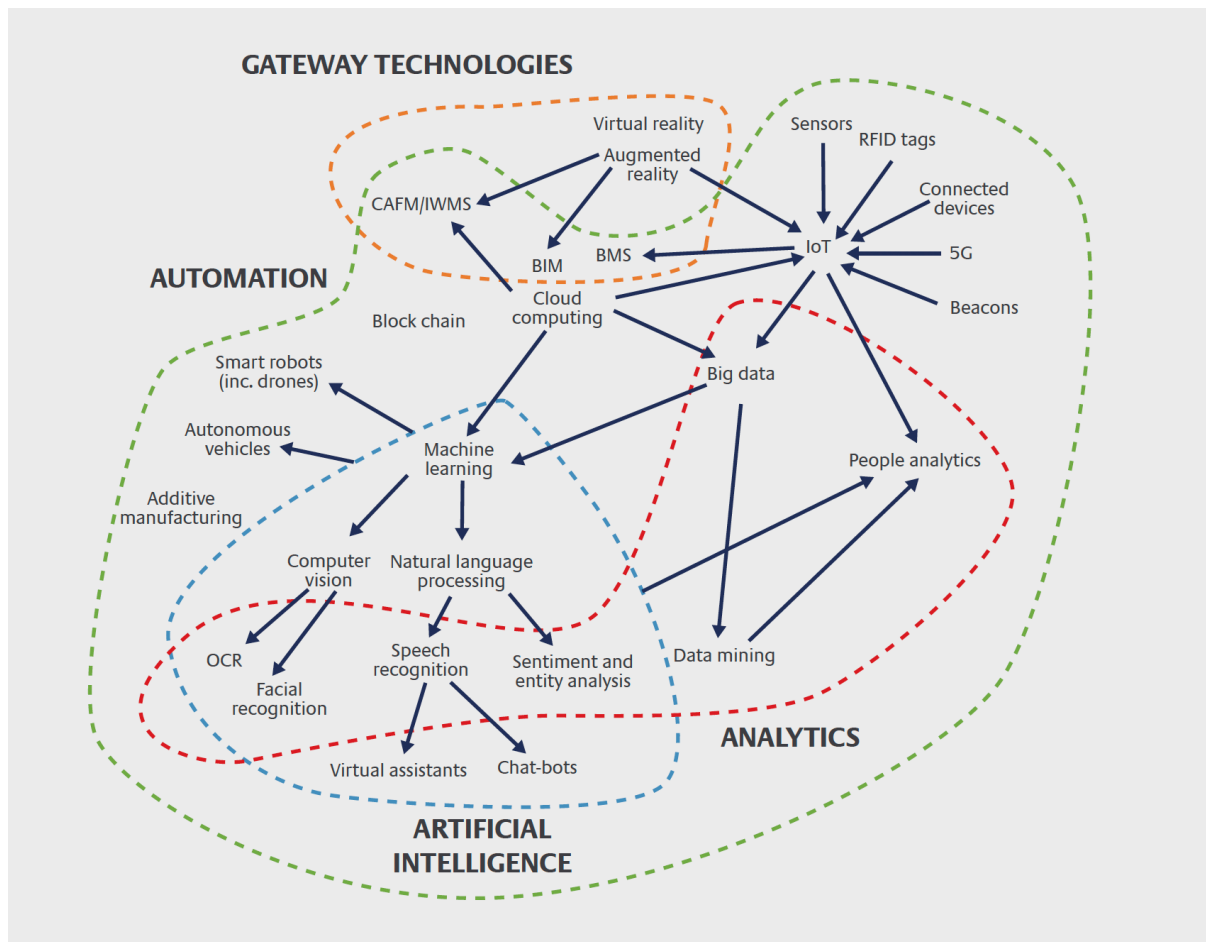 GATEWAY TECHNOLOGIES
Virtual reality
Augmented
reality
Sensors
RFID tags
Connected
devices
CAFM/IWMS
IoT
5G
BMS
BIM
AUTOMATION
Cloud
computing
Beacons
Block chain
Smart robots
(inc. drones)
Big data
Autonomous
vehicles
Machine
learning
People analytics
Additive
manufacturing
Computer
vision
Natural language
processing
OCR
Speech
recognition
Sentiment and
entity analysis
Data mining
Facial
recognition
ANALYTICS
Virtual assistants
Chat-bots
ARTIFICIAL
INTELLIGENCE